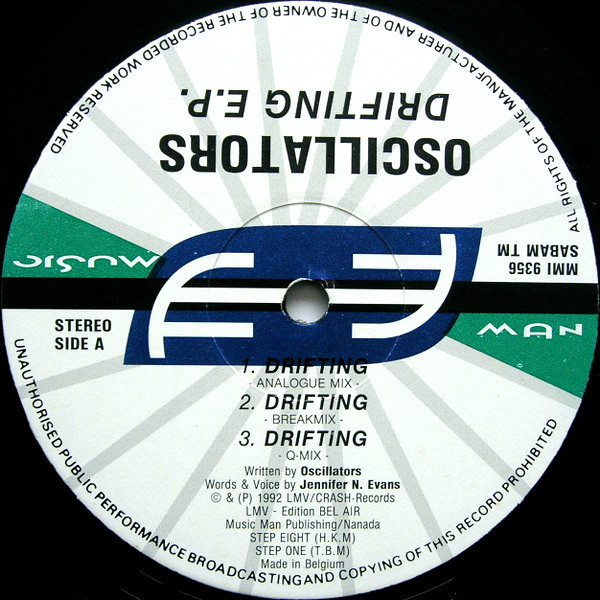 ALL RIGHTS OF THE MANUFACTURER AND OF THE OWNER OF THE RECORDED WORK RESERVED
OSCILLATORS
DRIFTING E.P.
MUSIC
MAN
MMI 9356
SABAM TM
STEREO
SIDE A
1. DRIFTING
- ANALOGUE MIX -
2. DRIFTING
- BREAKMIX -
3. DRIFTING
- Q-MIX -
Written by Oscillators
Words & Voice by Jennifer N. Evans
© & (P) 1992 LMV/CRASH-Records
LMV - Edition BEL AIR
Music Man Publishing/Nanada
STEP EIGHT (H.K.M)
STEP ONE (T.B.M)
Made in Belgium
UNAUTHORISED PUBLIC PERFORMANCE BROADCASTING AND COPYING OF THIS RECORD PROHIBITED